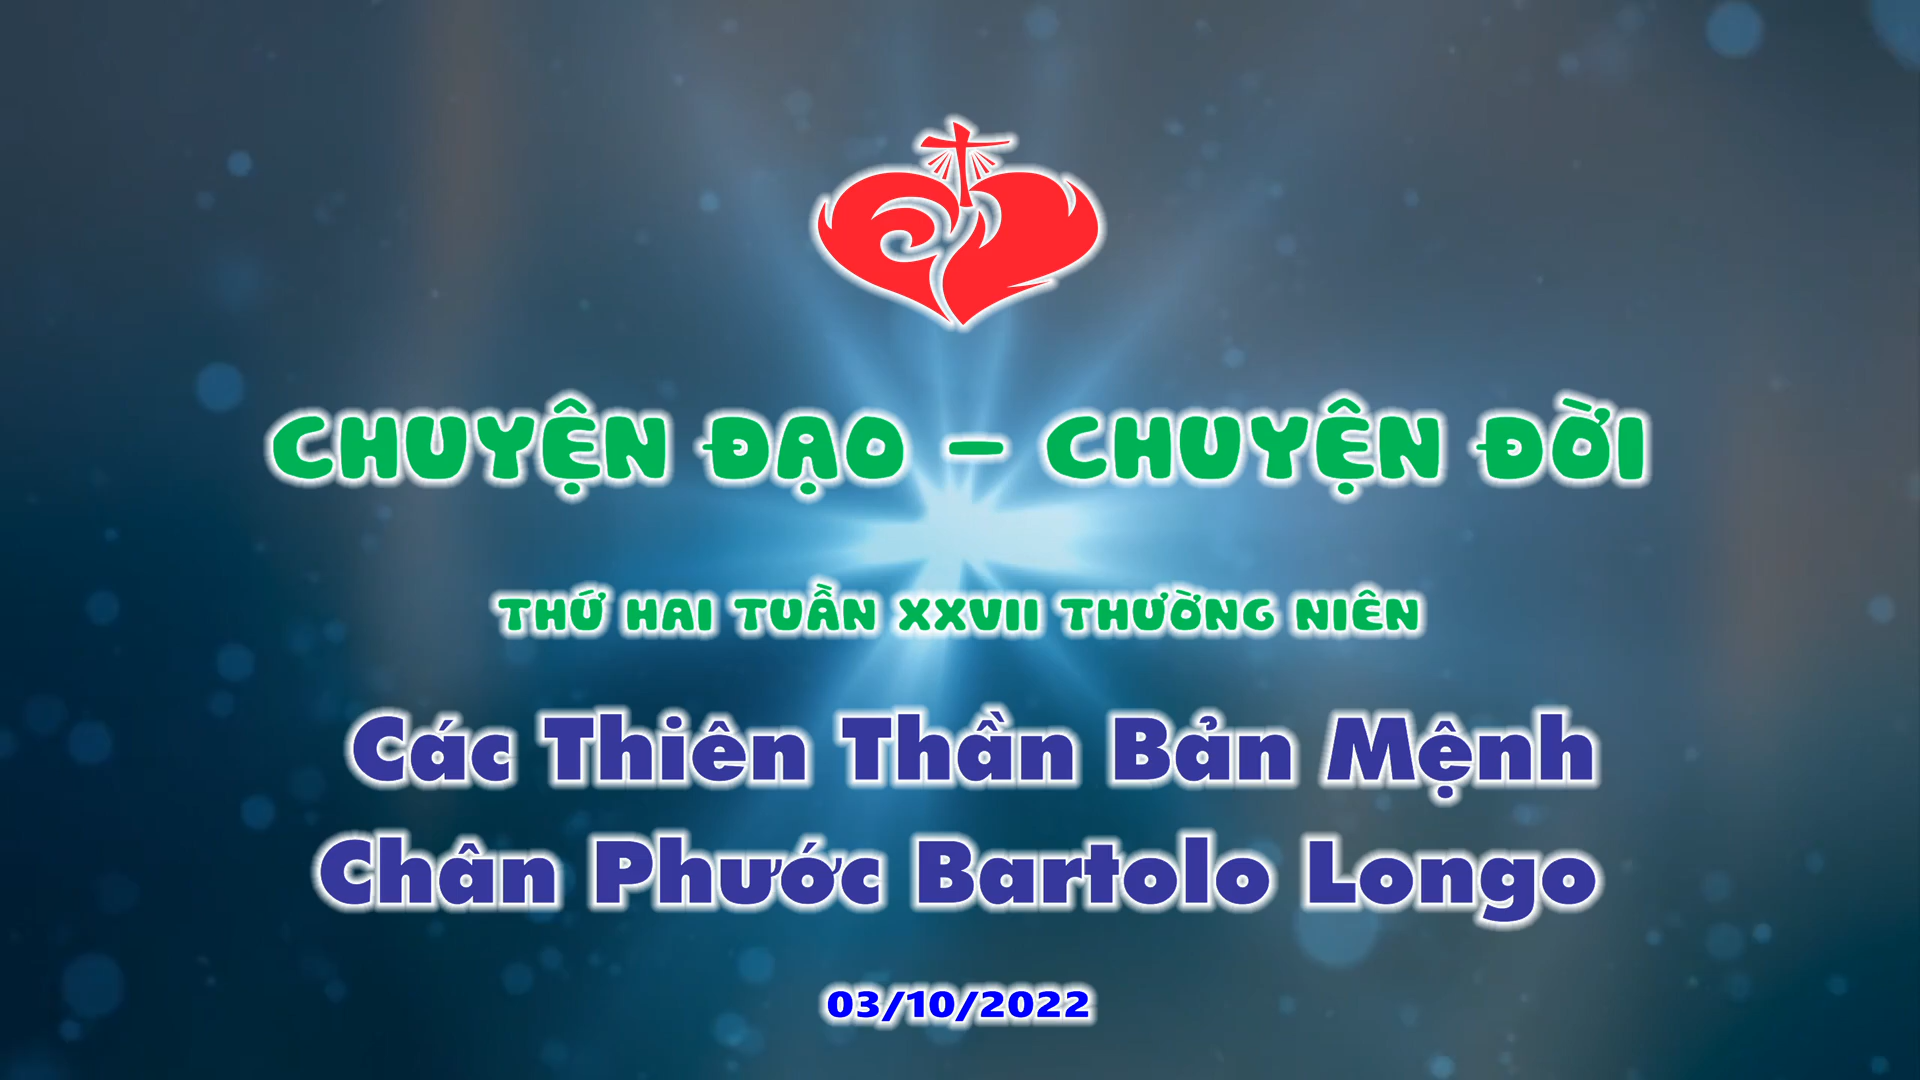 CHUYỆN ĐẠO – CHUYỆN ĐỜI
THỨ HAI TUẦN XXVII THƯỜNG NIÊN
Các Thiên Thần Bản Mệnh
Chân Phước Bartolo Longo
03/10/2022